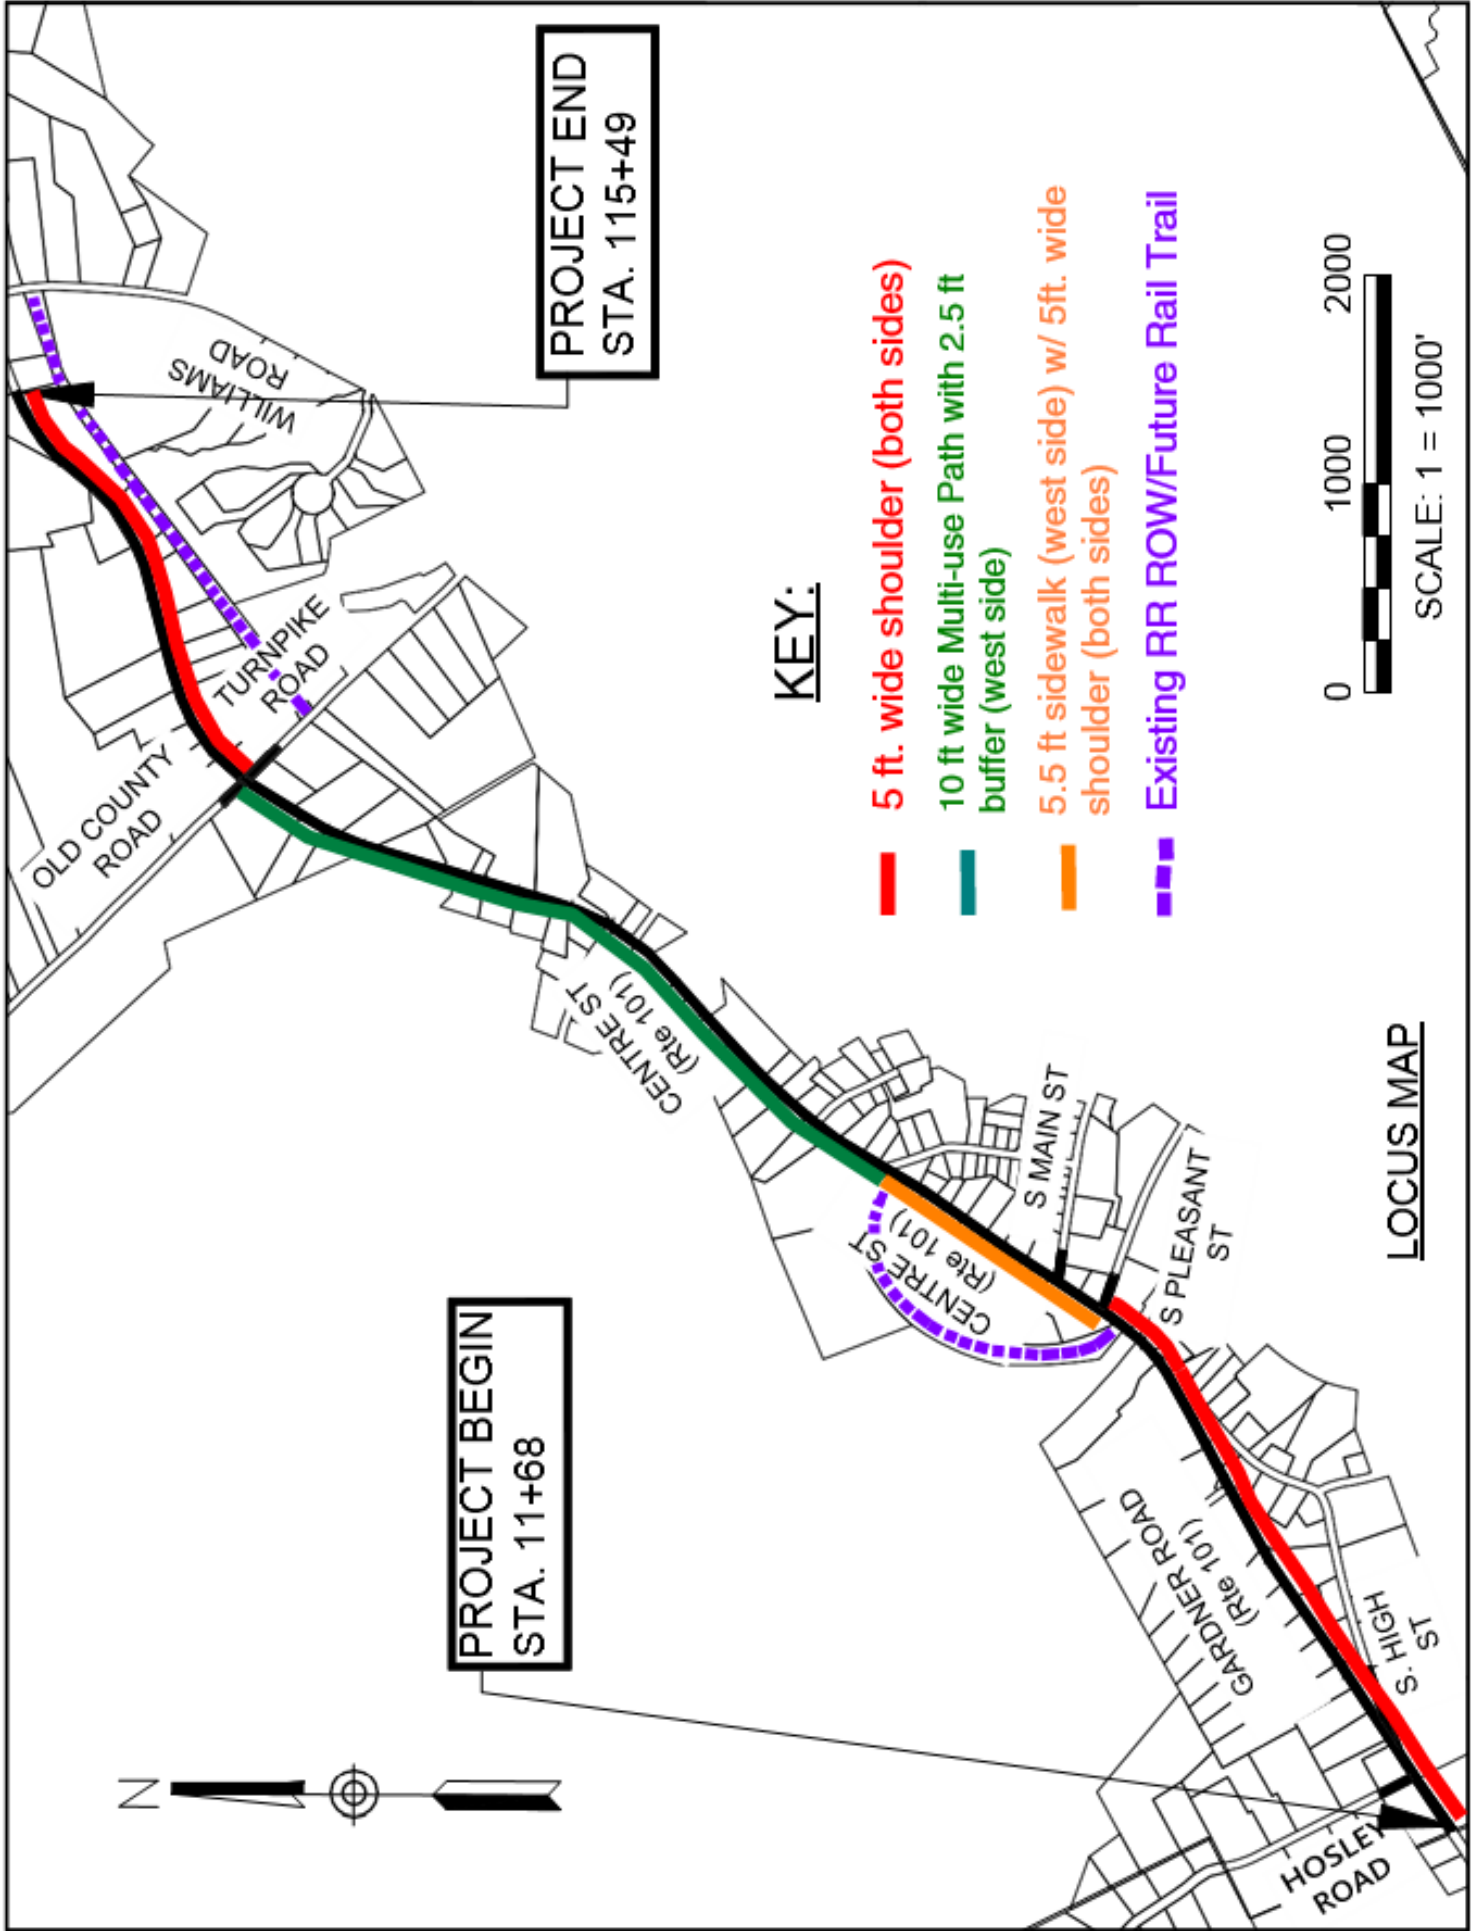 N
PROJECT BEGIN
STA. 11+68
PROJECT END
STA. 115+49
HOSLEY
ROAD
GARDNER ROAD
(Rte 101)
S. HIGH
ST
S PLEASANT
ST
S MAIN ST
CENTRE ST
(Rte 101)
CENTRE ST
(Rte 101)
OLD COUNTY
ROAD
TURNPIKE
ROAD
WILLIAMS
ROAD
KEY:
5 ft. wide shoulder (both sides)
10 ft wide Multi-use Path with 2.5 ft
buffer (west side)
5.5 ft sidewalk (west side) w/ 5ft. wide
shoulder (both sides)
Existing RR ROW/Future Rail Trail
0 1000 2000
SCALE: 1 = 1000'
LOCUS MAP